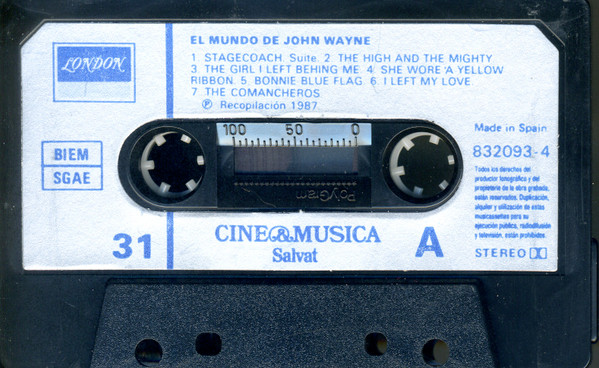 LONDON
EL MUNDO DE JOHN WAYNE
1 STAGECOACH Suite. 2 THE HIGH AND THE MIGHTY
3 THE GIRL I LEFT BEHING ME. 4 SHE WORE A YELLOW
RIBBON. 5 BONNIE BLUE FLAG. 6 I LEFT MY LOVE.
7 THE COMANCHEROS
Ⓟ Recopilación 1987
BIEM
SGAE
100 50 0
PolyGram
Made in Spain
832093-4
Todos los derechos del
productor fonográfico y del
propietario de la obra grabada,
están reservados. Duplicación,
alquiler y utilización de estas
musicassettes para su
ejecución pública, radiodifusión
y televisión, están prohibidos.
STEREO
31
CINE & MUSICA
Salvat
A